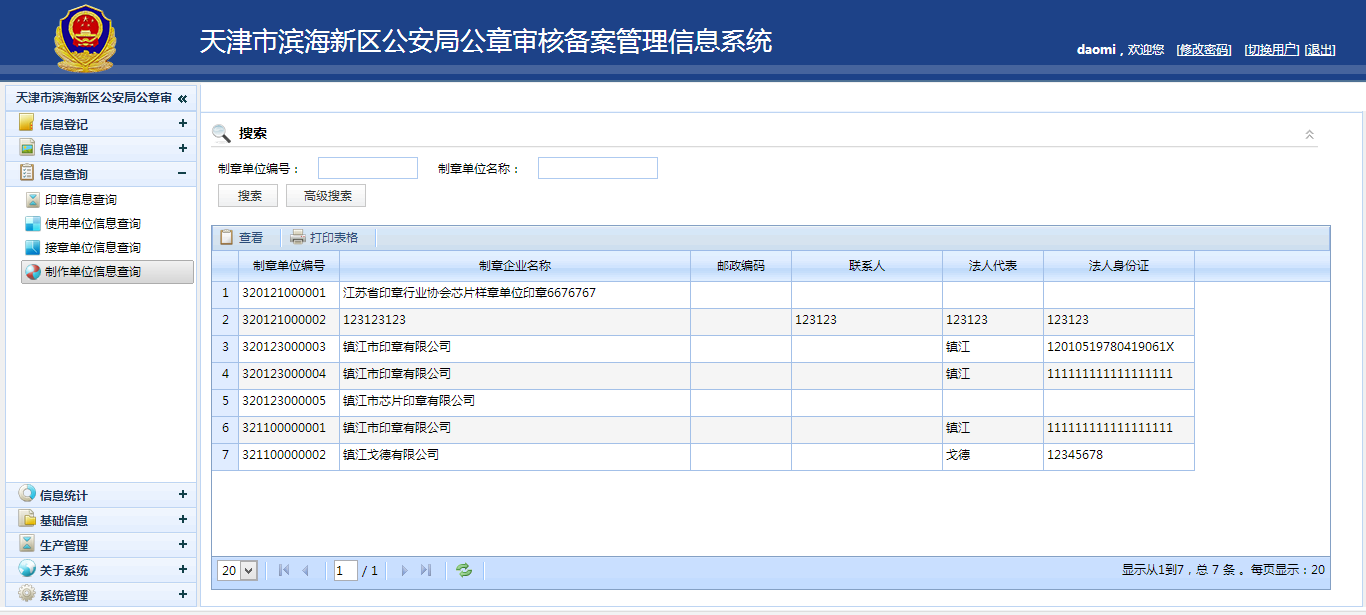 天津市滨海新区公安局公章审核备案管理信息系统
daomi，欢迎您 [修改密码] [切换用户] [退出]
天津市滨海新区公安局公章审 «
信息登记 +
信息管理 +
信息查询 −
印章信息查询
使用单位信息查询
接章单位信息查询
制作单位信息查询
信息统计 +
基础信息 +
生产管理 +
关于系统 +
系统管理 +
搜索
制章单位编号： 制章单位名称：
搜索 高级搜索
查看 打印表格
制章单位编号 制章企业名称 邮政编码 联系人 法人代表 法人身份证
1 320121000001 江苏省印章行业协会芯片样章单位印章6676767
2 320121000002 123123123 123123 123123 123123
3 320123000003 镇江市印章有限公司 镇江 12010519780419061X
4 320123000004 镇江市印章有限公司 镇江 111111111111111111
5 320123000005 镇江市芯片印章有限公司
6 321100000001 镇江市印章有限公司 镇江 111111111111111111
7 321100000002 镇江戈德有限公司 戈德 12345678
20 1 / 1 显示从1到7，总 7 条 。每页显示：20